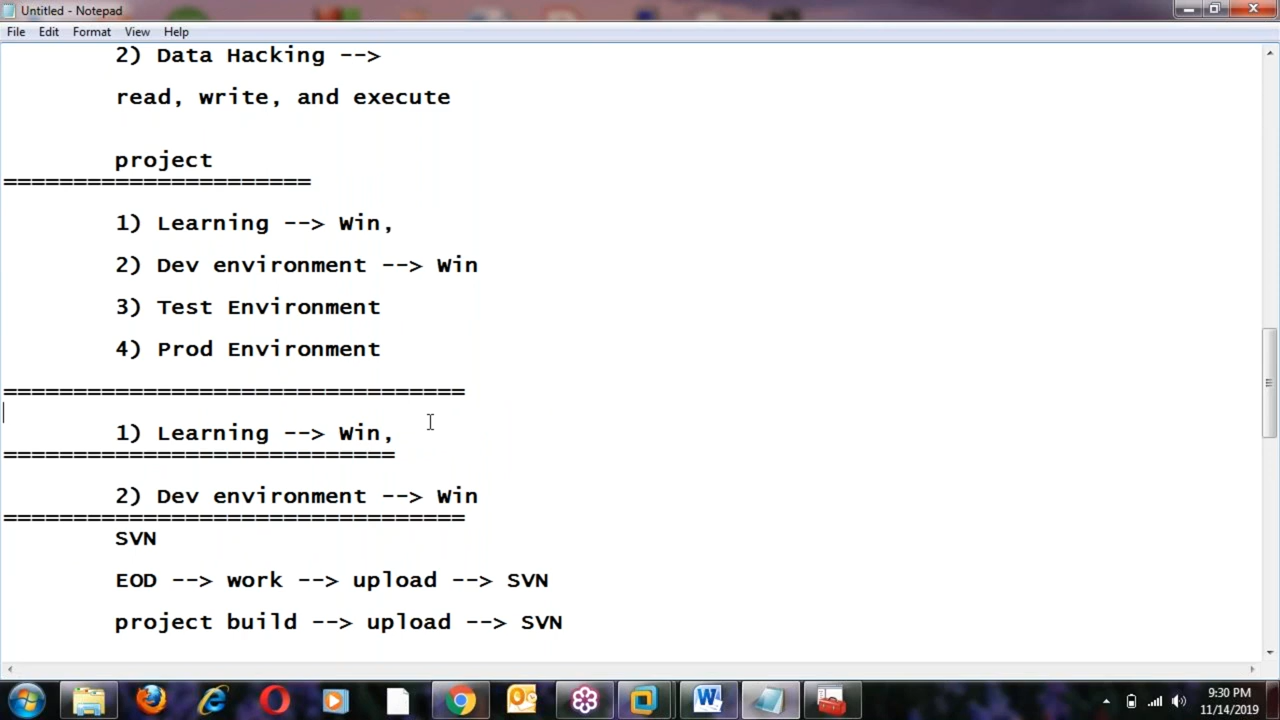 Untitled - Notepad
File Edit Format View Help
2) Data Hacking -->
read, write, and execute
project
======================
1) Learning --> Win,
2) Dev environment --> Win
3) Test Environment
4) Prod Environment
=================================
1) Learning --> Win,
============================
2) Dev environment --> Win
=================================
SVN
EOD --> work --> upload --> SVN
project build --> upload --> SVN
9:30 PM
11/14/2019